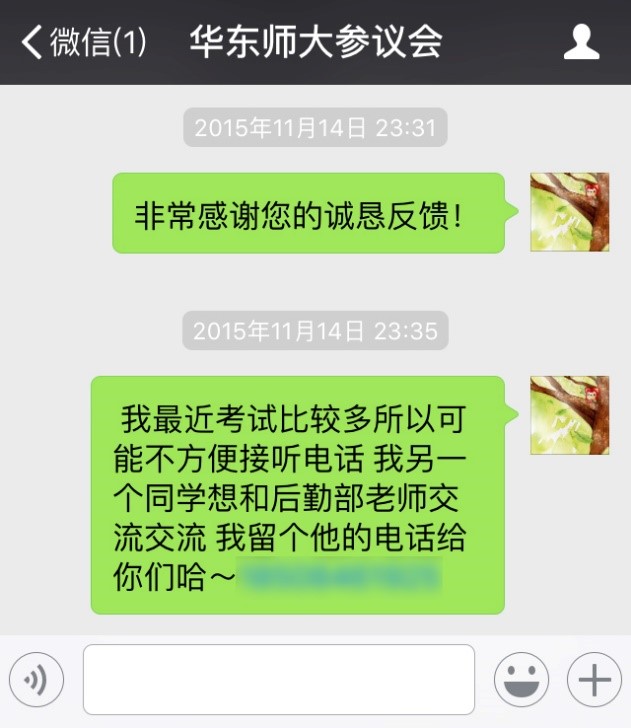 微信(1)
华东师大参议会
2015年11月14日 23:31
非常感谢您的诚恳反馈！
2015年11月14日 23:35
我最近考试比较多所以可
能不方便接听电话 我另一
个同学想和后勤部老师交
流交流 我留个他的电话给
你们哈～